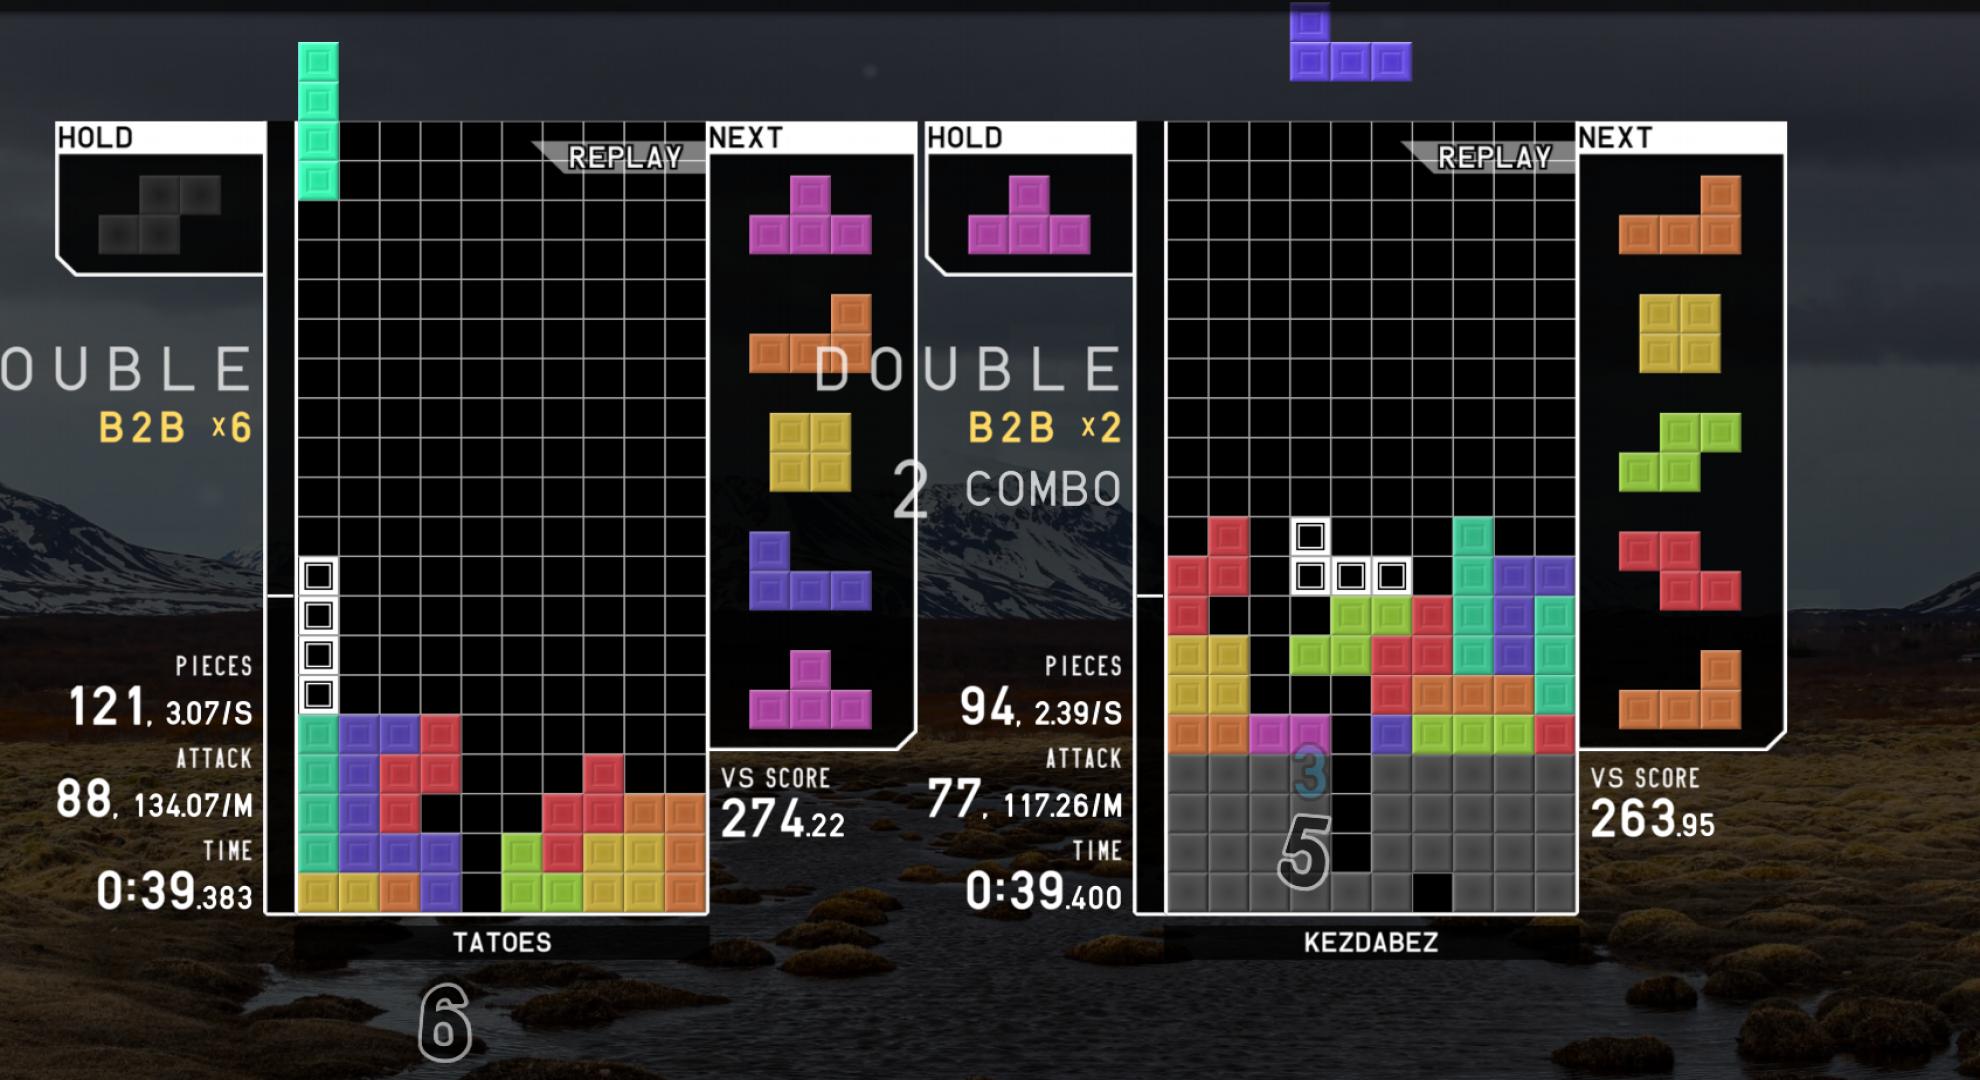 HOLD
REPLAY
NEXT
OUBLE
B2B ×6
PIECES
121, 3.07/S
ATTACK
88, 134.07/M
TIME
0:39.383
VS SCORE
274.22
TATOES
6
HOLD
REPLAY
NEXT
DOUBLE
B2B ×2
2 COMBO
PIECES
94, 2.39/S
ATTACK
77, 117.26/M
TIME
0:39.400
3
5
VS SCORE
263.95
KEZDABEZ